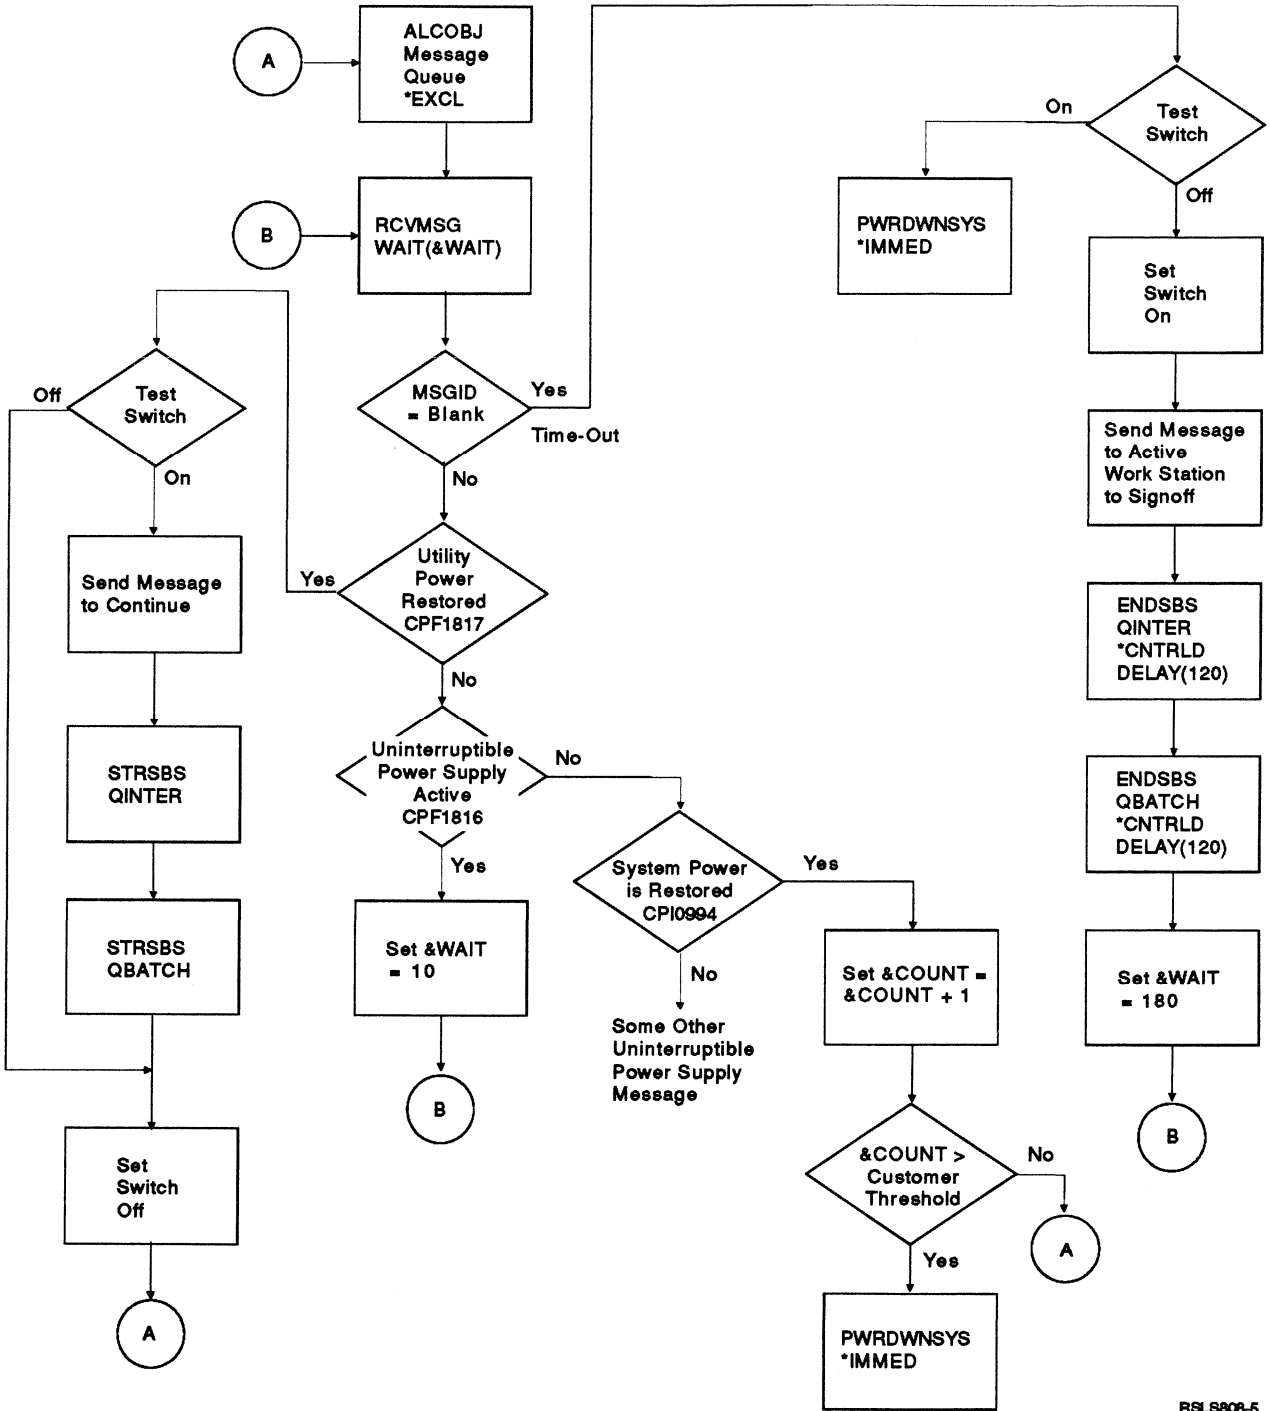 A
ALCOBJ
Message
Queue
*EXCL
B
RCVMSG
WAIT(&WAIT)
MSGID
= Blank
Yes
Time-Out
No
Test
Switch
Off
On
Send Message
to Continue
STRSBS
QINTER
STRSBS
QBATCH
Set
Switch
Off
A
Utility
Power
Restored
CPF1817
Yes
No
Uninterruptible
Power Supply
Active
CPF1816
No
Yes
Set &WAIT
= 10
B
System Power
is Restored
CPI0994
Yes
No
Some Other
Uninterruptible
Power Supply
Message
Set &COUNT =
&COUNT + 1
&COUNT >
Customer
Threshold
No
A
Yes
PWRDWNSYS
*IMMED
Test
Switch
On
Off
PWRDWNSYS
*IMMED
Set
Switch
On
Send Message
to Active
Work Station
to Signoff
ENDSBS
QINTER
*CNTRLD
DELAY(120)
ENDSBS
QBATCH
*CNTRLD
DELAY(120)
Set &WAIT
= 180
B
RSLS808-5